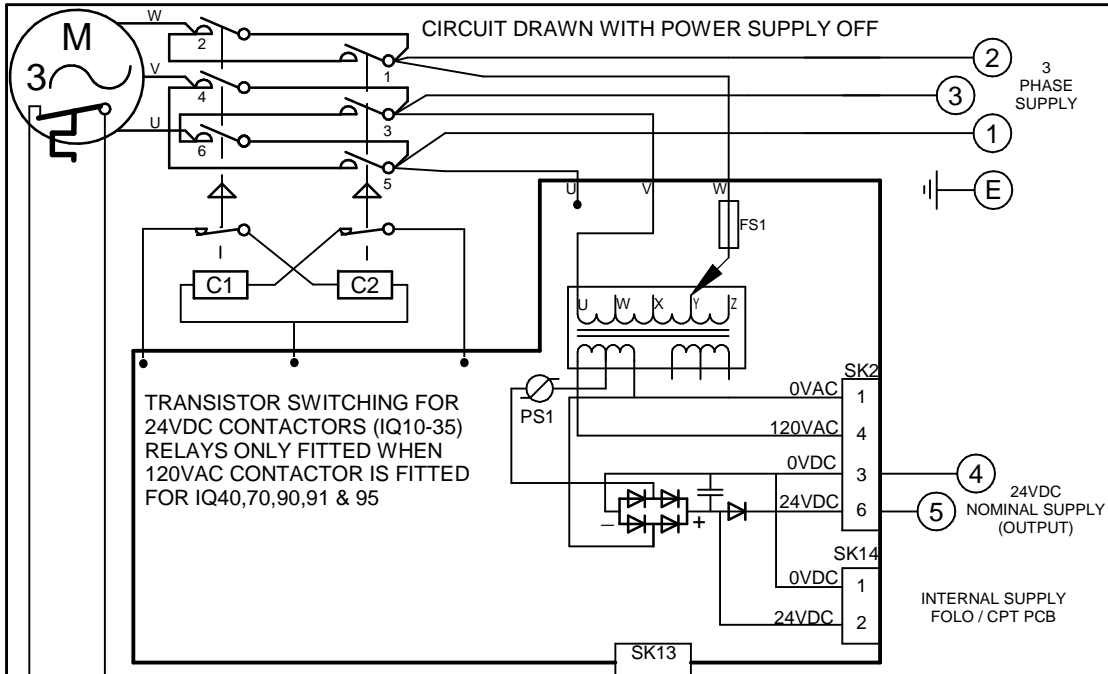 CIRCUIT DRAWN WITH POWER SUPPLY OFF
W
M
3
V
U
2
1
4
3
6
5
2
3
1
3
PHASE
SUPPLY
E
U
V
W
FS1
C1
C2
U
W
X
Y
Z
PS1
TRANSISTOR SWITCHING FOR
24VDC CONTACTORS (IQ10-35)
RELAYS ONLY FITTED WHEN
120VAC CONTACTOR IS FITTED
FOR IQ40,70,90,91 & 95
SK2
0VAC
1
120VAC
4
0VDC
3
24VDC
6
4
5
24VDC
NOMINAL SUPPLY
(OUTPUT)
–
+
SK14
0VDC
1
24VDC
2
INTERNAL SUPPLY
FOLO / CPT PCB
SK13